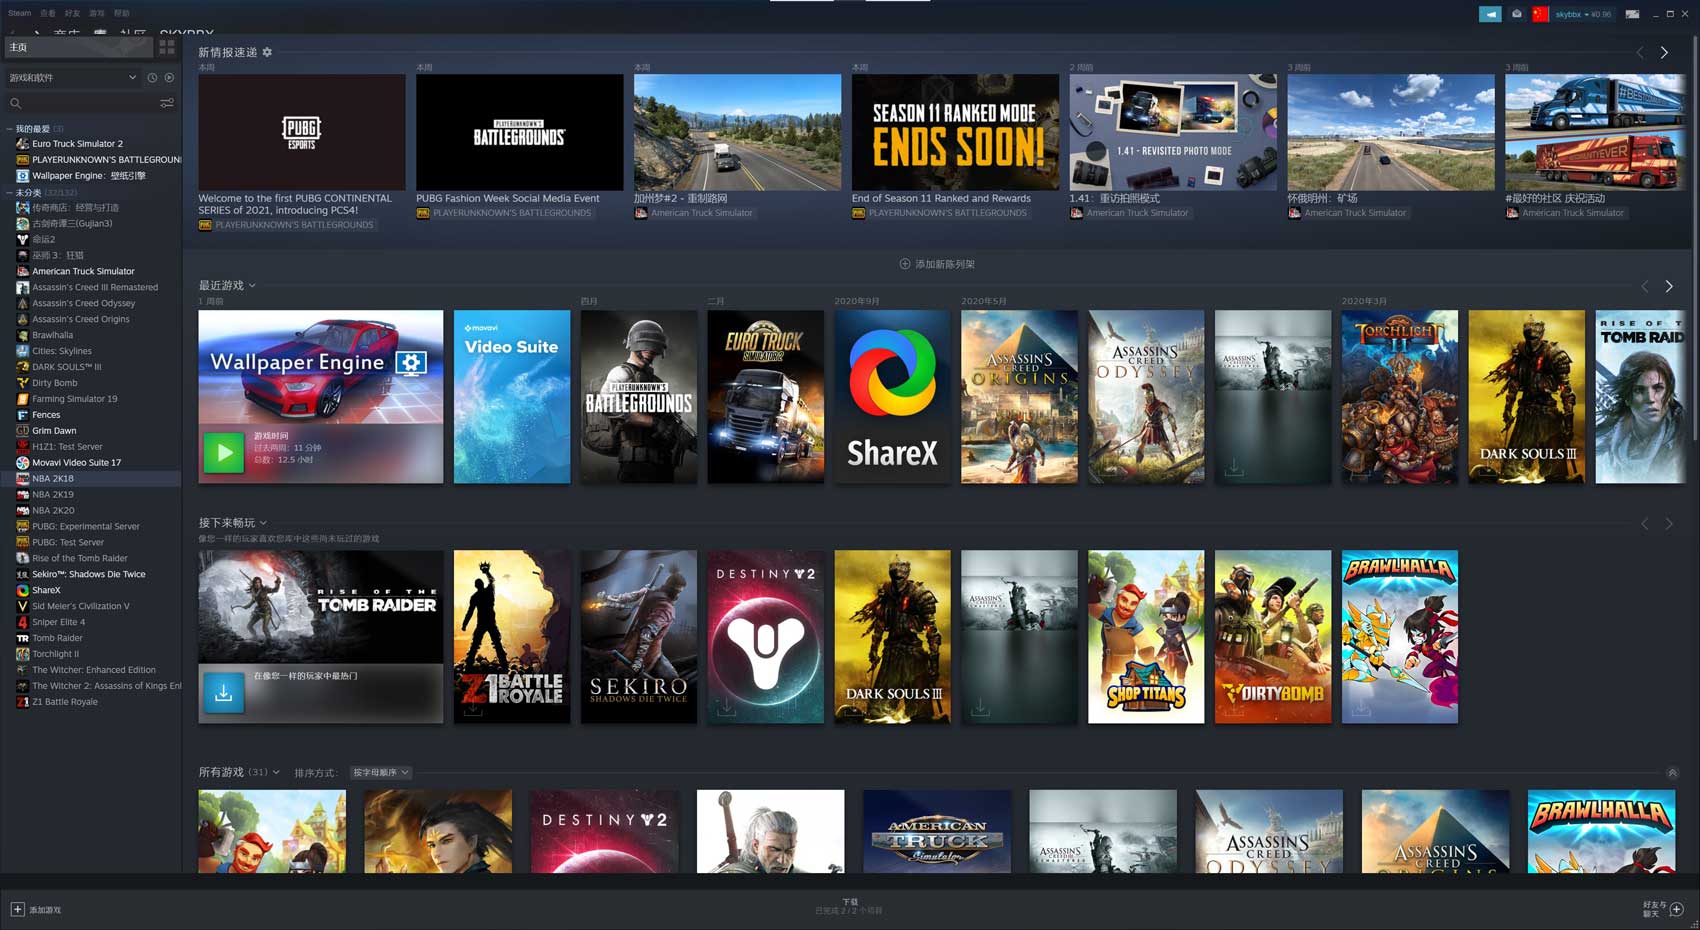 Steam 查看 好友 游戏 帮助
skybbx ¥0.96
商店 库 社区 SKYBBX
主页
游戏和软件
我的最爱 (3)
Euro Truck Simulator 2
PLAYERUNKNOWN'S BATTLEGROUN
Wallpaper Engine：壁纸引擎
未分类 (32/132)
传奇商店：经营与打造
古剑奇谭三(Gujian3)
命运2
巫师 3：狂猎
American Truck Simulator
Assassin's Creed III Remastered
Assassin's Creed Odyssey
Assassin's Creed Origins
Brawlhalla
Cities: Skylines
DARK SOULS™ III
Dirty Bomb
Farming Simulator 19
Fences
Grim Dawn
H1Z1: Test Server
Movavi Video Suite 17
NBA 2K18
NBA 2K19
NBA 2K20
PUBG: Experimental Server
PUBG: Test Server
Rise of the Tomb Raider
Sekiro™: Shadows Die Twice
ShareX
Sid Meier's Civilization V
Sniper Elite 4
Tomb Raider
Torchlight II
The Witcher: Enhanced Edition
The Witcher 2: Assassins of Kings Enh
Z1 Battle Royale
新情报速递
本周 本周 本周 本周 2 周前 3 周前 3 周前
PUBG ESPORTS
PLAYERUNKNOWN'S BATTLEGROUNDS
SEASON 11 RANKED MODE
ENDS SOON!
1.41 - REVISITED PHOTO MODE
Welcome to the first PUBG CONTINENTAL SERIES of 2021, introducing PCS4!
PLAYERUNKNOWN'S BATTLEGROUNDS
PUBG Fashion Week Social Media Event
PLAYERUNKNOWN'S BATTLEGROUNDS
加州梦#2 - 重制路网
American Truck Simulator
End of Season 11 Ranked and Rewards
PLAYERUNKNOWN'S BATTLEGROUNDS
1.41：重访拍照模式
American Truck Simulator
怀俄明州：矿场
American Truck Simulator
#最好的社区 庆祝活动
American Truck Simulator
添加新陈列架
最近游戏
1 周前 四月 二月 2020年9月 2020年5月 2020年3月
Wallpaper Engine
游戏时间
过去两周：11 分钟
总数：12.5 小时
movavi
Video Suite
PLAYERUNKNOWN'S
BATTLEGROUNDS
EURO TRUCK
SIMULATOR 2
ShareX
ASSASSIN'S
CREED
ORIGINS
ASSASSIN'S
CREED
ODYSSEY
ASSASSIN'S CREED III
REMASTERED
TORCHLIGHT
II
DARK SOULS III
RISE OF T
TOMB RAID
接下来畅玩
像您一样的玩家喜欢您库中这些尚未玩过的游戏
RISE OF THE
TOMB RAIDER
在像您一样的玩家中最热门
Z1 BATTLE
ROYALE
SEKIRO
SHADOWS DIE TWICE
DESTINY 2
DARK SOULS III
ASSASSIN'S CREED III
REMASTERED
SHOP TITANS
DIRTYBOMB
BRAWLHALLA
所有游戏 (31) 排序方式： 按字母顺序
DESTINY 2
AMERICAN
TRUCK
Simulator
ASSASSIN'S CREED III
REMASTERED
ASSASSIN'S
CREED
ODYSSEY
ASSASSIN'S
CREED
ORIGINS
BRAWLHALLA
添加游戏
下载
已完成 2 / 2 个项目
好友与
聊天